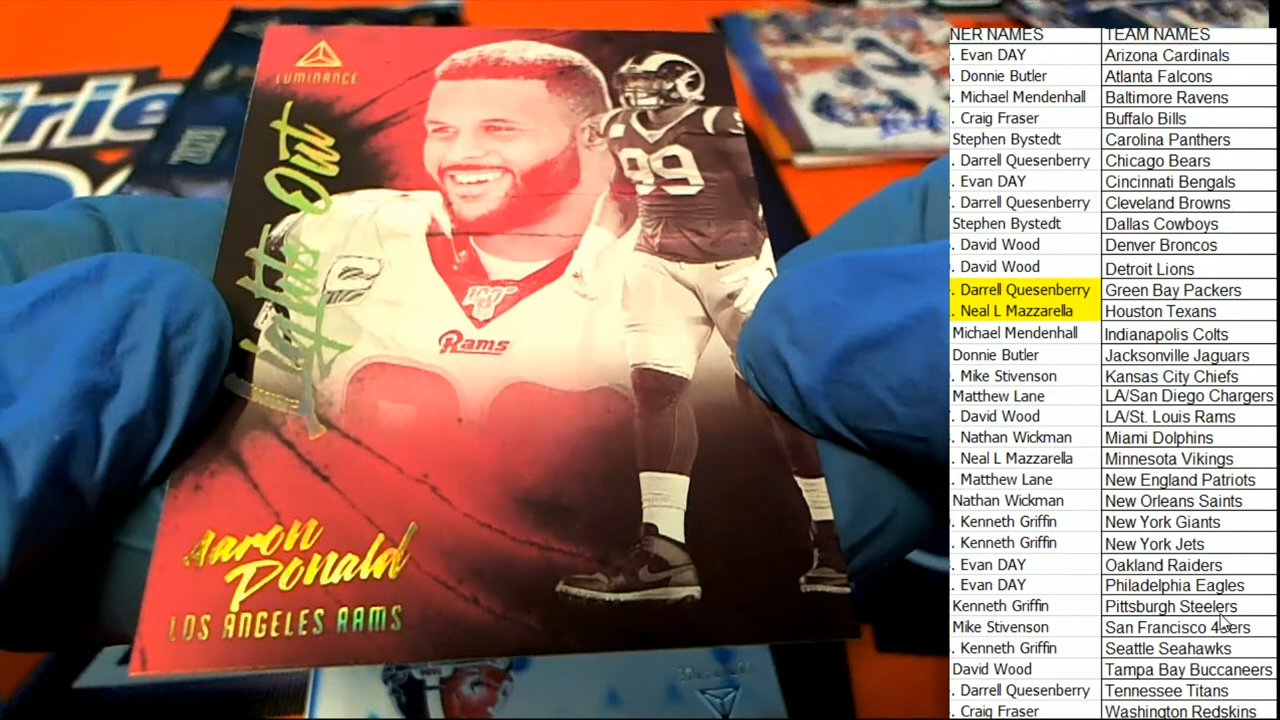 LUMINANCE
Lights Out
99
100
Rams
Aaron
Donald
LOS ANGELES RAMS
NER NAMES TEAM NAMES
. Evan DAY Arizona Cardinals
. Donnie Butler Atlanta Falcons
. Michael Mendenhall Baltimore Ravens
. Craig Fraser Buffalo Bills
Stephen Bystedt Carolina Panthers
. Darrell Quesenberry Chicago Bears
. Evan DAY Cincinnati Bengals
. Darrell Quesenberry Cleveland Browns
Stephen Bystedt Dallas Cowboys
. David Wood Denver Broncos
. David Wood Detroit Lions
. Darrell Quesenberry Green Bay Packers
. Neal L Mazzarella Houston Texans
Michael Mendenhall Indianapolis Colts
Donnie Butler Jacksonville Jaguars
. Mike Stivenson Kansas City Chiefs
Matthew Lane LA/San Diego Chargers
. David Wood LA/St. Louis Rams
. Nathan Wickman Miami Dolphins
. Neal L Mazzarella Minnesota Vikings
. Matthew Lane New England Patriots
Nathan Wickman New Orleans Saints
. Kenneth Griffin New York Giants
. Kenneth Griffin New York Jets
. Evan DAY Oakland Raiders
. Evan DAY Philadelphia Eagles
Kenneth Griffin Pittsburgh Steelers
Mike Stivenson San Francisco 49ers
. Kenneth Griffin Seattle Seahawks
David Wood Tampa Bay Buccaneers
. Darrell Quesenberry Tennessee Titans
. Craig Fraser Washington Redskins